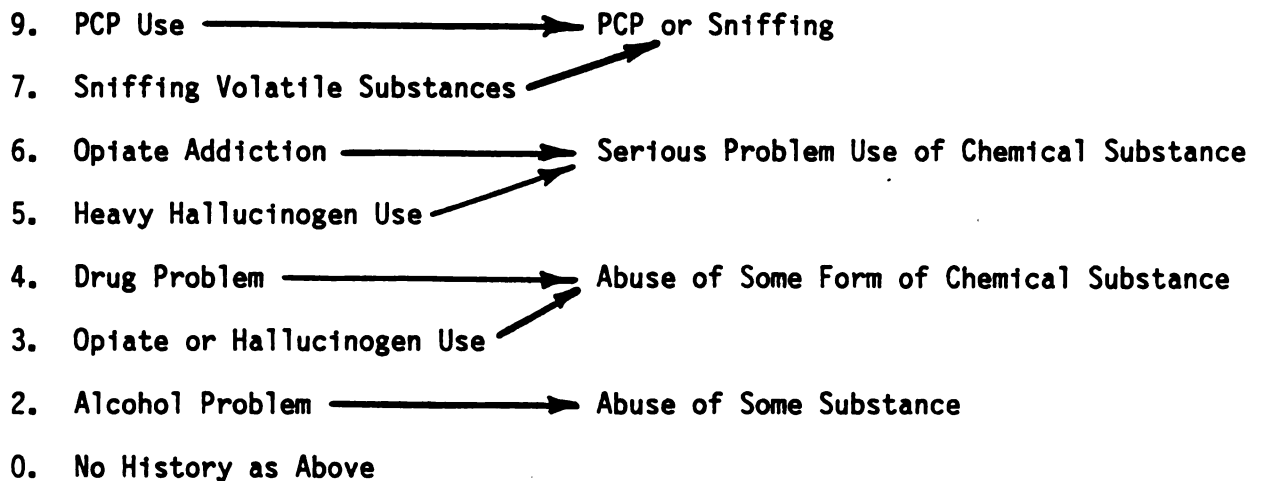 9. PCP Use PCP or Sniffing
7. Sniffing Volatile Substances
6. Opiate Addiction Serious Problem Use of Chemical Substance
5. Heavy Hallucinogen Use
4. Drug Problem Abuse of Some Form of Chemical Substance
3. Opiate or Hallucinogen Use
2. Alcohol Problem Abuse of Some Substance
0. No History as Above